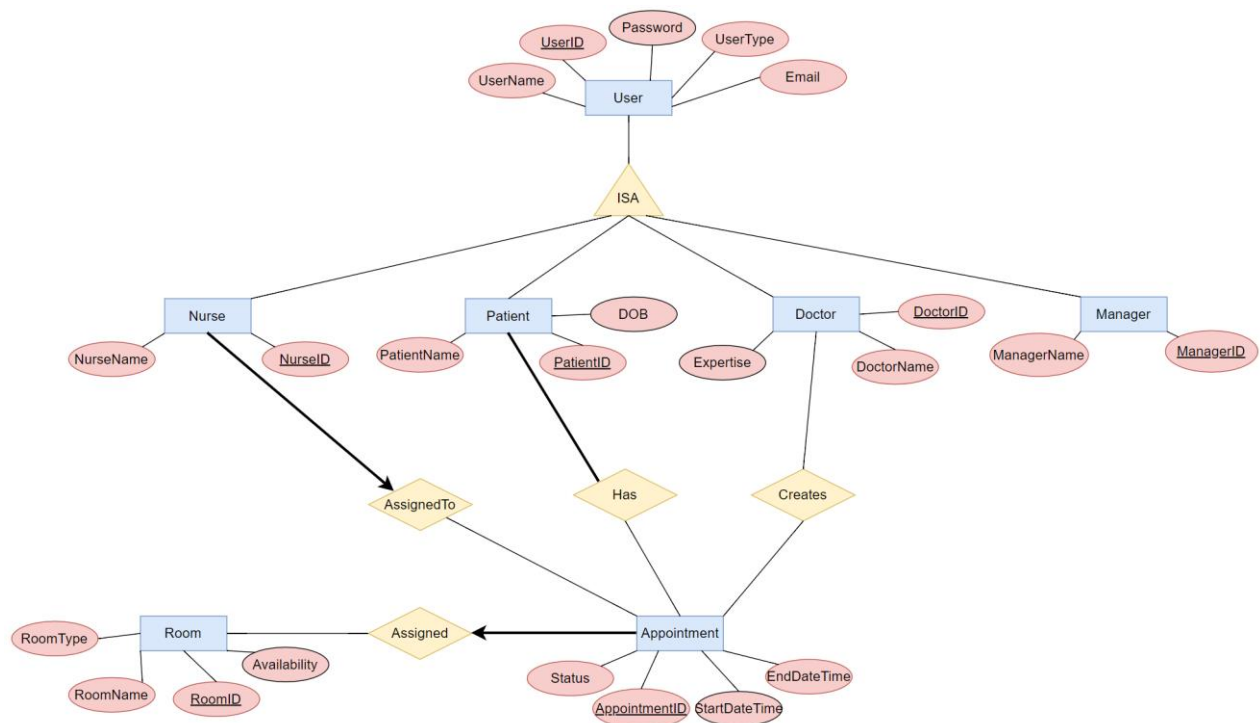 Password
UserID
UserType
UserName
Email
User
ISA
Nurse
Patient
DOB
Doctor
DoctorID
Manager
NurseName
NurseID
PatientName
PatientID
Expertise
DoctorName
ManagerName
ManagerID
AssignedTo
Has
Creates
RoomType
Room
Assigned
Appointment
Availability
RoomName
RoomID
Status
AppointmentID
StartDateTime
EndDateTime